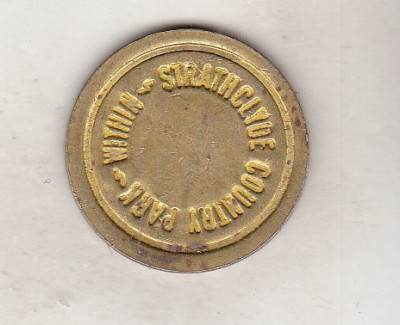 WITHIN ~ STRATHCLYDE COUNTRY PARK ~